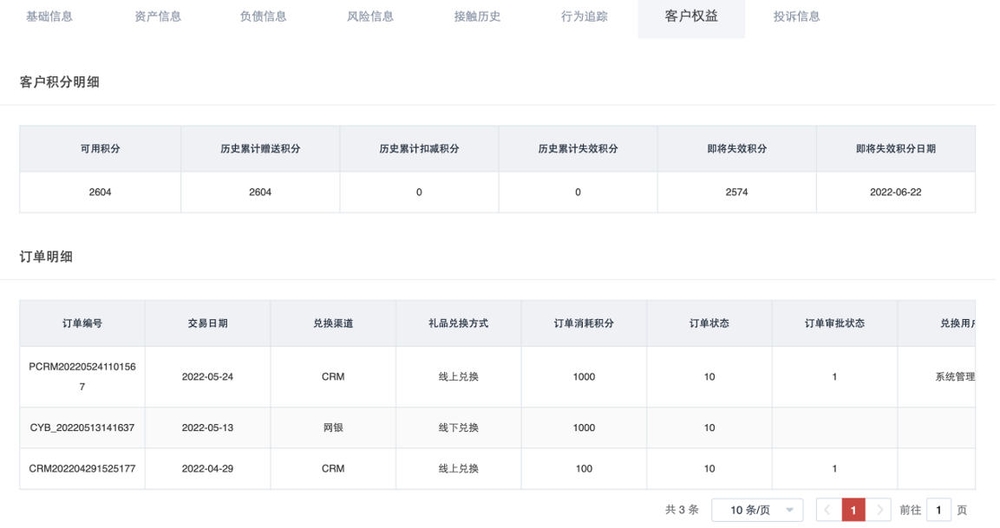 基础信息 资产信息 负债信息 风险信息 接触历史 行为追踪 客户权益 投诉信息
客户积分明细
可用积分 历史累计赠送积分 历史累计扣减积分 历史累计失效积分 即将失效积分 即将失效积分日期
2604 2604 0 0 2574 2022-06-22
订单明细
订单编号 交易日期 兑换渠道 礼品兑换方式 订单消耗积分 订单状态 订单审批状态 兑换用户
PCRM20220524110156
7 2022-05-24 CRM 线上兑换 1000 10 1 系统管理
CYB_20220513141637 2022-05-13 网银 线下兑换 1000 10
CRM202204291525177 2022-04-29 CRM 线上兑换 100 10 1
共 3 条 10 条/页 1 前往 1 页